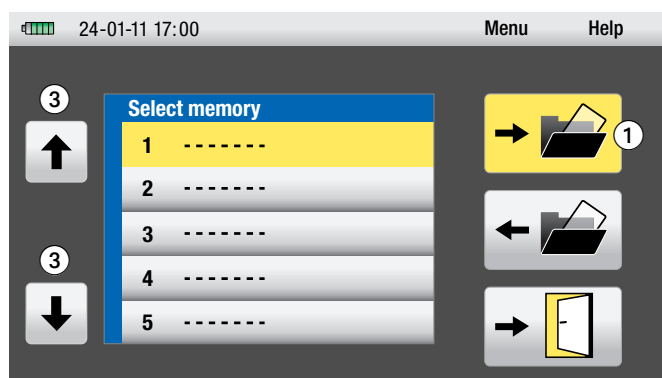 24-01-11 17:00 Menu Help
3
Select memory
1 - - - - - - -
1
2 - - - - - - -
3 - - - - - - -
3
4 - - - - - - -
5 - - - - - - -